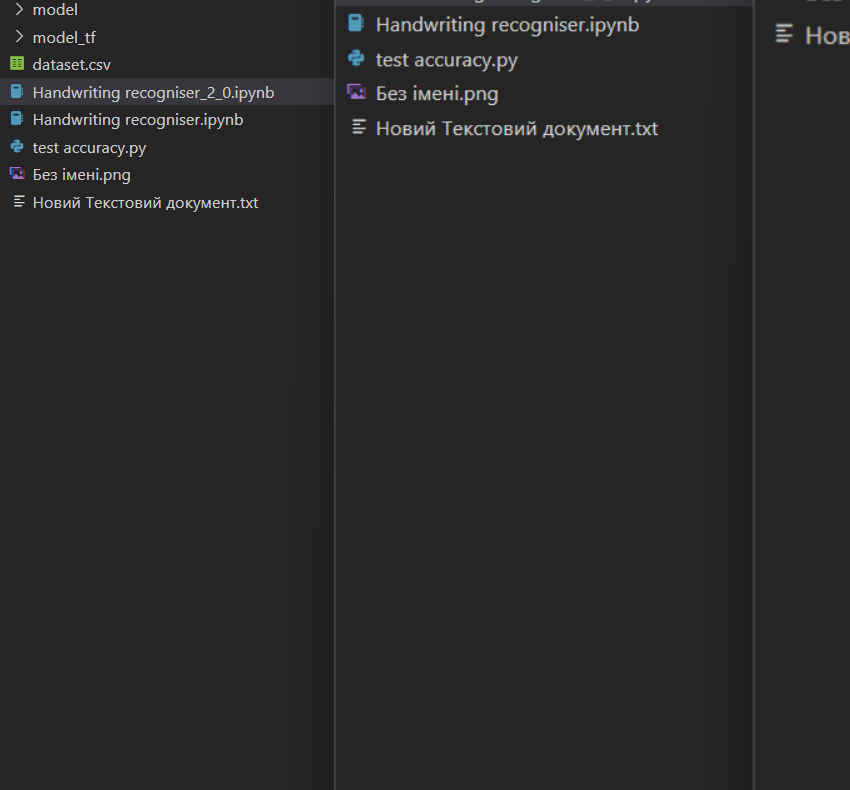 model
model_tf
dataset.csv
Handwriting recogniser_2_0.ipynb
Handwriting recogniser.ipynb
test accuracy.py
Без імені.png
Новий Текстовий документ.txt
Handwriting recogniser.ipynb
test accuracy.py
Без імені.png
Новий Текстовий документ.txt
Нов